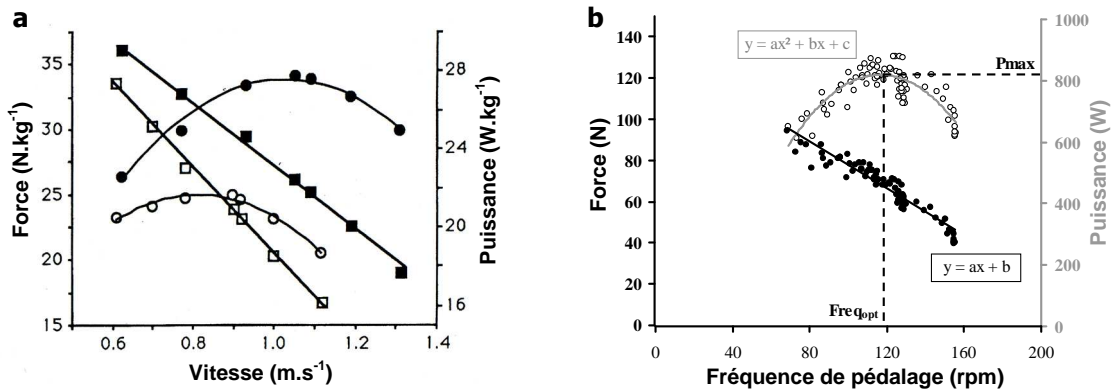 a
Force (N.kg⁻¹)
35
30
25
20
15
0.6 0.8 1.0 1.2 1.4
Vitesse (m.s⁻¹)
28
24
20
16
Puissance (W.kg⁻¹)
b
Force (N)
140
120
100
80
60
40
20
0
0 40 80 120 160 200
Fréquence de pédalage (rpm)
1000
800
600
400
200
0
Puissance (W)
y = ax² + bx + c
Pmax
y = ax + b
Freqopt